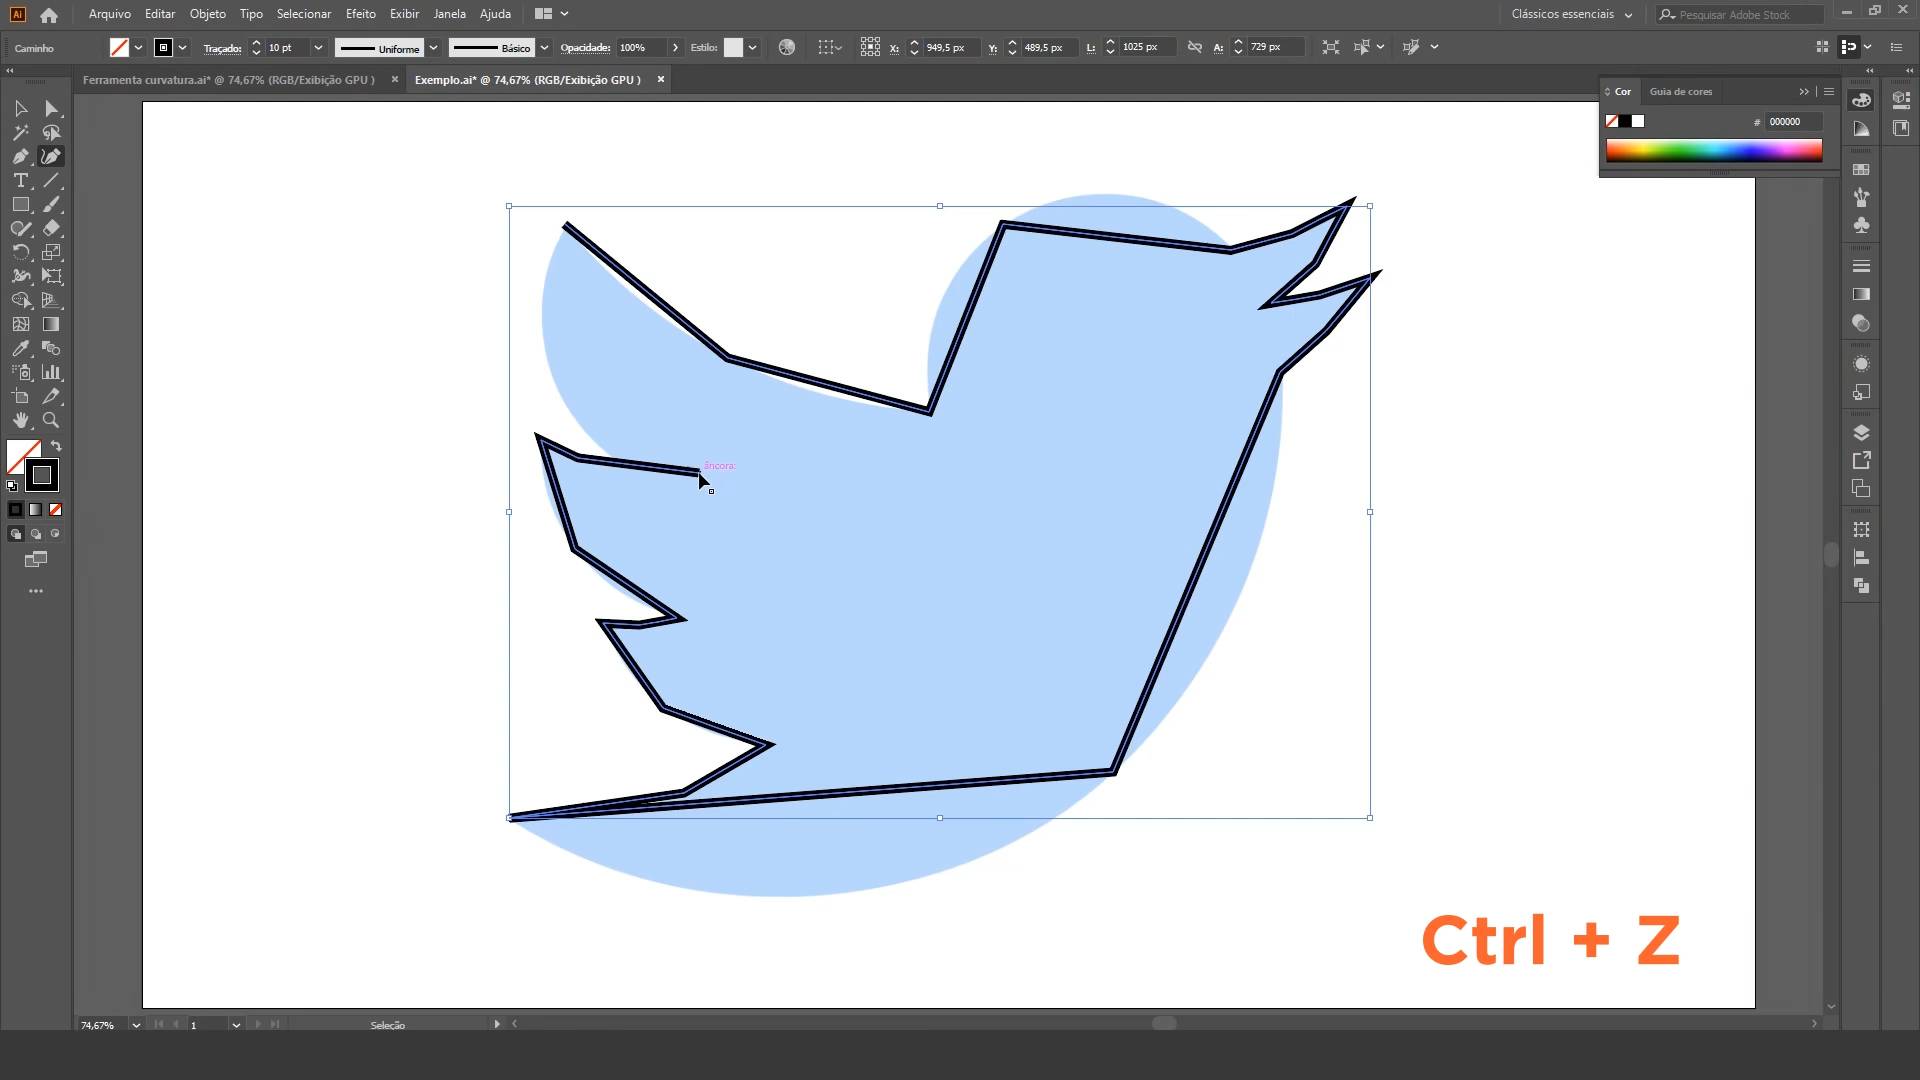 Ai Arquivo Editar Objeto Tipo Selecionar Efeito Exibir Janela Ajuda Clássicos essenciais Pesquisar Adobe Stock
Caminho Traçado: 10 pt Uniforme Básico Opacidade: 100% Estilo: X: 949,5 px Y: 489,5 px L: 1025 px A: 729 px
Ferramenta curvatura.ai* @ 74,67% (RGB/Exibição GPU ) Exemplo.ai* @ 74,67% (RGB/Exibição GPU )
Cor Guia de cores
# 000000
âncora:
Ctrl + Z
74,67% 1 Seleção